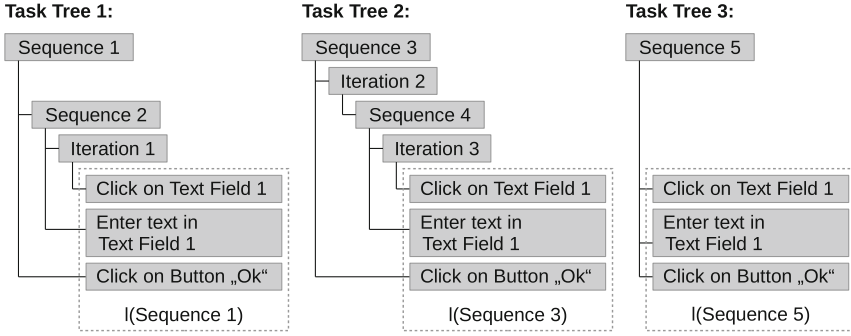 Task Tree 1:
Sequence 1
Sequence 2
Iteration 1
Click on Text Field 1
Enter text in
Text Field 1
Click on Button „Ok“
l(Sequence 1)
Task Tree 2:
Sequence 3
Iteration 2
Sequence 4
Iteration 3
Click on Text Field 1
Enter text in
Text Field 1
Click on Button „Ok“
l(Sequence 3)
Task Tree 3:
Sequence 5
Click on Text Field 1
Enter text in
Text Field 1
Click on Button „Ok“
l(Sequence 5)